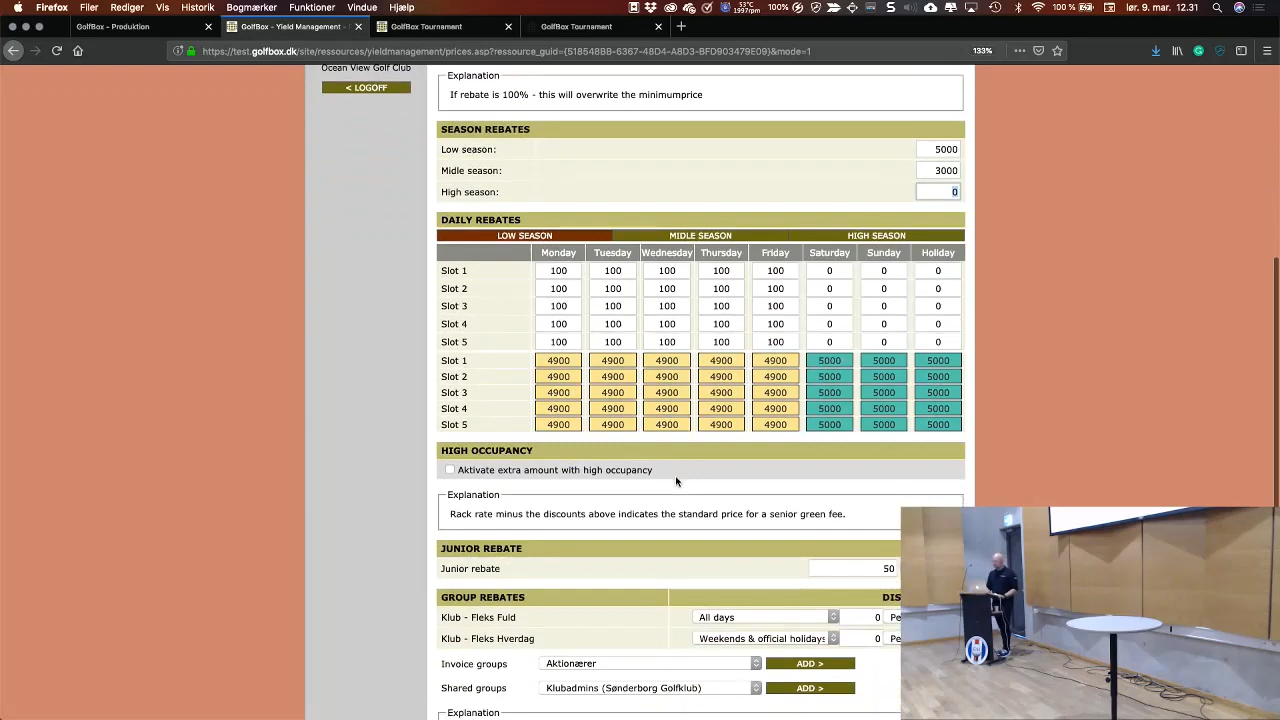 Firefox Arkiv Rediger Vis Historik Bogmærker Funktioner Vindue Hjælp 100 % lør. 9. mar. 12.31
GolfBox - Produktion GolfBox - Yield Management - GolfBox Tournament GolfBox Tournament
https://test.golfbox.dk/site/ressources/yieldmanagement/prices.asp?ressource_guid={518548BB-6367-48D4-A8D3-BFD903479E09}&mode=1 133%
Ocean View Golf Club
< LOGOFF
Explanation
If rebate is 100% - this will overwrite the minimumprice
SEASON REBATES
Low season: 5000
Midle season: 3000
High season: 0
DAILY REBATES
LOW SEASON MIDLE SEASON HIGH SEASON
Monday Tuesday Wednesday Thursday Friday Saturday Sunday Holiday
Slot 1 100 100 100 100 100 0 0 0
Slot 2 100 100 100 100 100 0 0 0
Slot 3 100 100 100 100 100 0 0 0
Slot 4 100 100 100 100 100 0 0 0
Slot 5 100 100 100 100 100 0 0 0
Slot 1 4900 4900 4900 4900 4900 5000 5000 5000
Slot 2 4900 4900 4900 4900 4900 5000 5000 5000
Slot 3 4900 4900 4900 4900 4900 5000 5000 5000
Slot 4 4900 4900 4900 4900 4900 5000 5000 5000
Slot 5 4900 4900 4900 4900 4900 5000 5000 5000
HIGH OCCUPANCY
Aktivate extra amount with high occupancy
Explanation
Rack rate minus the discounts above indicates the standard price for a senior green fee.
JUNIOR REBATE
Junior rebate 50
GROUP REBATES DIS
Klub - Fleks Fuld All days 0 Pe
Klub - Fleks Hverdag Weekends & official holidays 0 Pe
Invoice groups Aktionærer ADD >
Shared groups Klubadmins (Sønderborg Golfklub) ADD >
Explanation